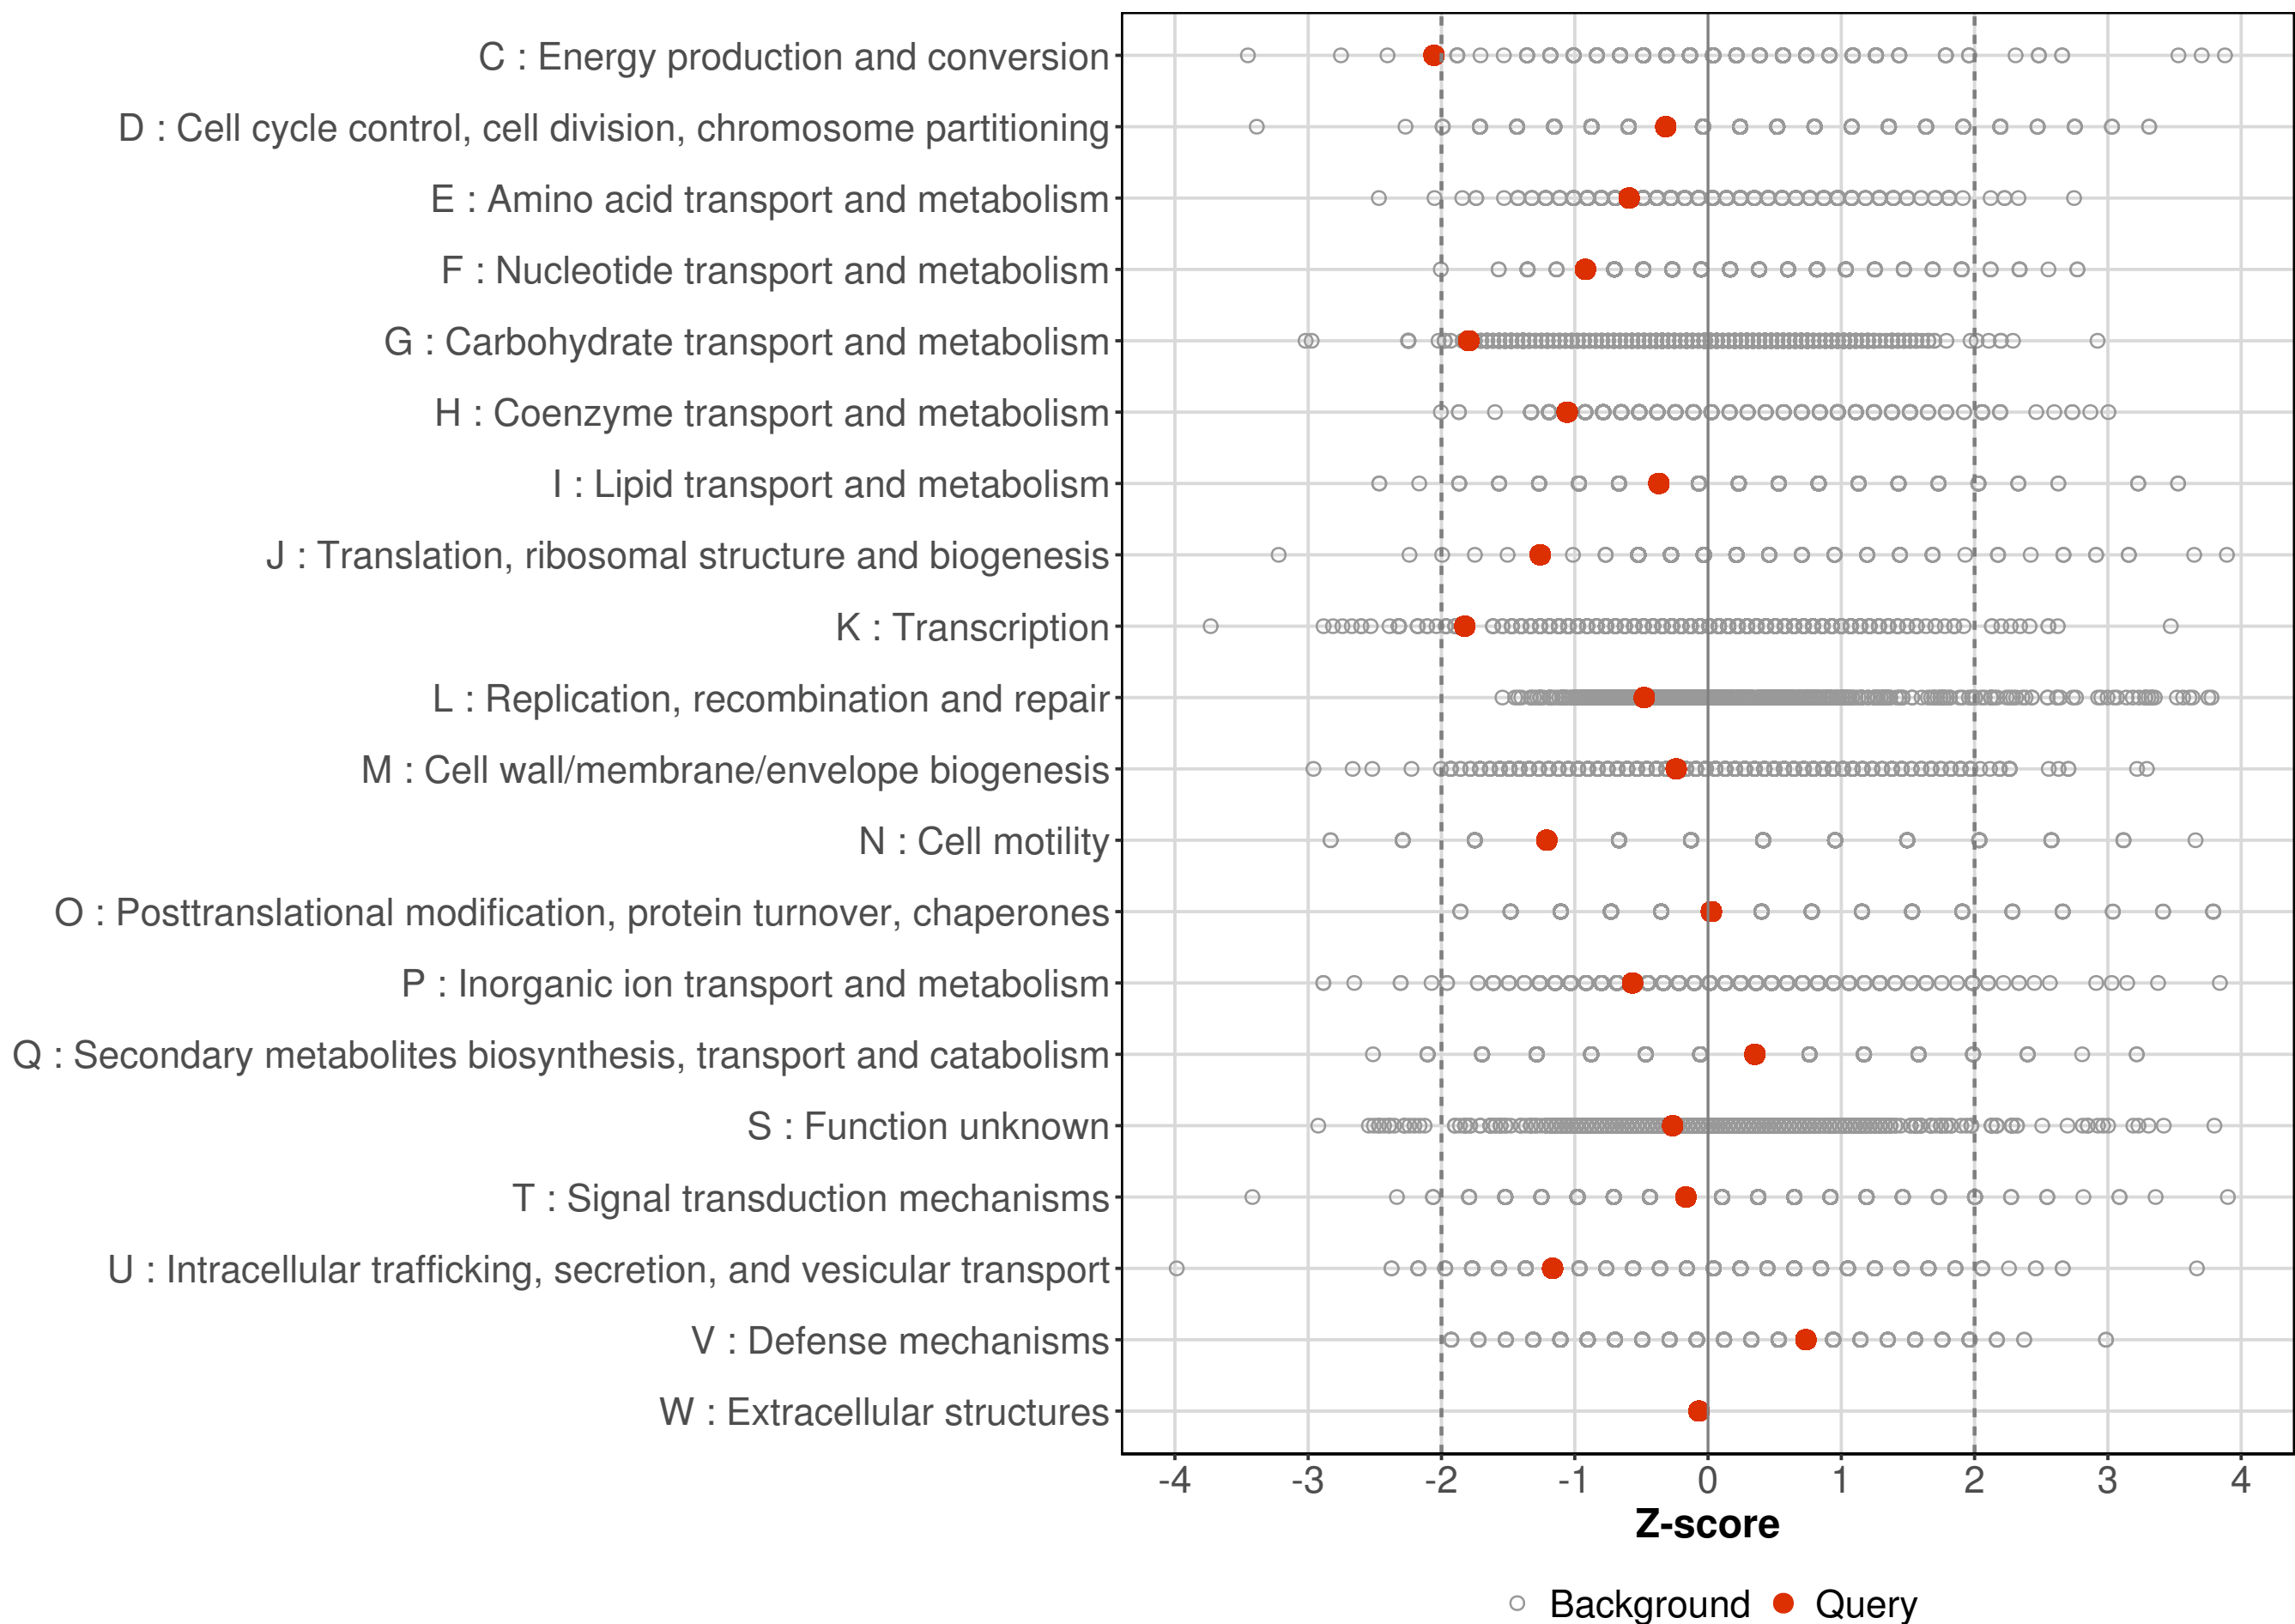 C : Energy production and conversion
D : Cell cycle control, cell division, chromosome partitioning
E : Amino acid transport and metabolism
F : Nucleotide transport and metabolism
G : Carbohydrate transport and metabolism
H : Coenzyme transport and metabolism
I : Lipid transport and metabolism
J : Translation, ribosomal structure and biogenesis
K : Transcription
L : Replication, recombination and repair
M : Cell wall/membrane/envelope biogenesis
N : Cell motility
O : Posttranslational modification, protein turnover, chaperones
P : Inorganic ion transport and metabolism
Q : Secondary metabolites biosynthesis, transport and catabolism
S : Function unknown
T : Signal transduction mechanisms
U : Intracellular trafficking, secretion, and vesicular transport
V : Defense mechanisms
W : Extracellular structures
-4 -3 -2 -1 0 1 2 3 4
Z-score
Background Query